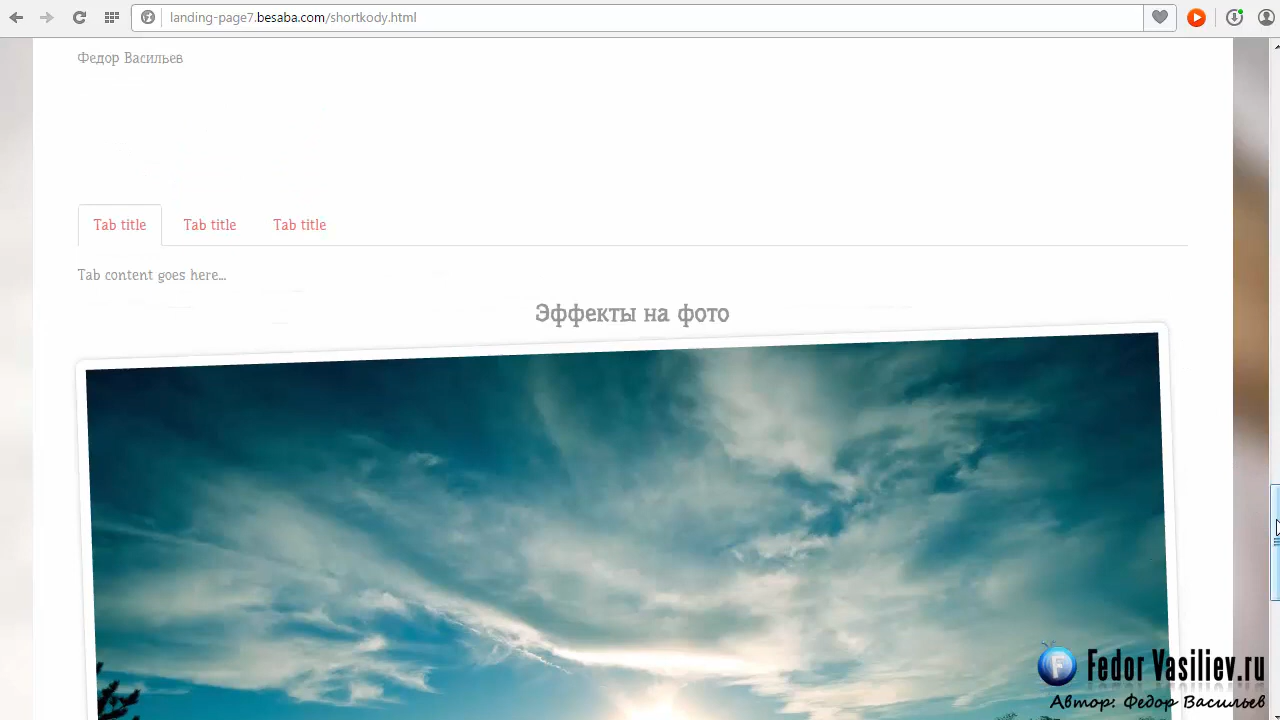 landing-page7.besaba.com/shortkody.html
Федор Васильев
Tab title Tab title Tab title
Tab content goes here...
Эффекты на фото
F Fedor Vasiliev.ru
Автор: Федор Васильев